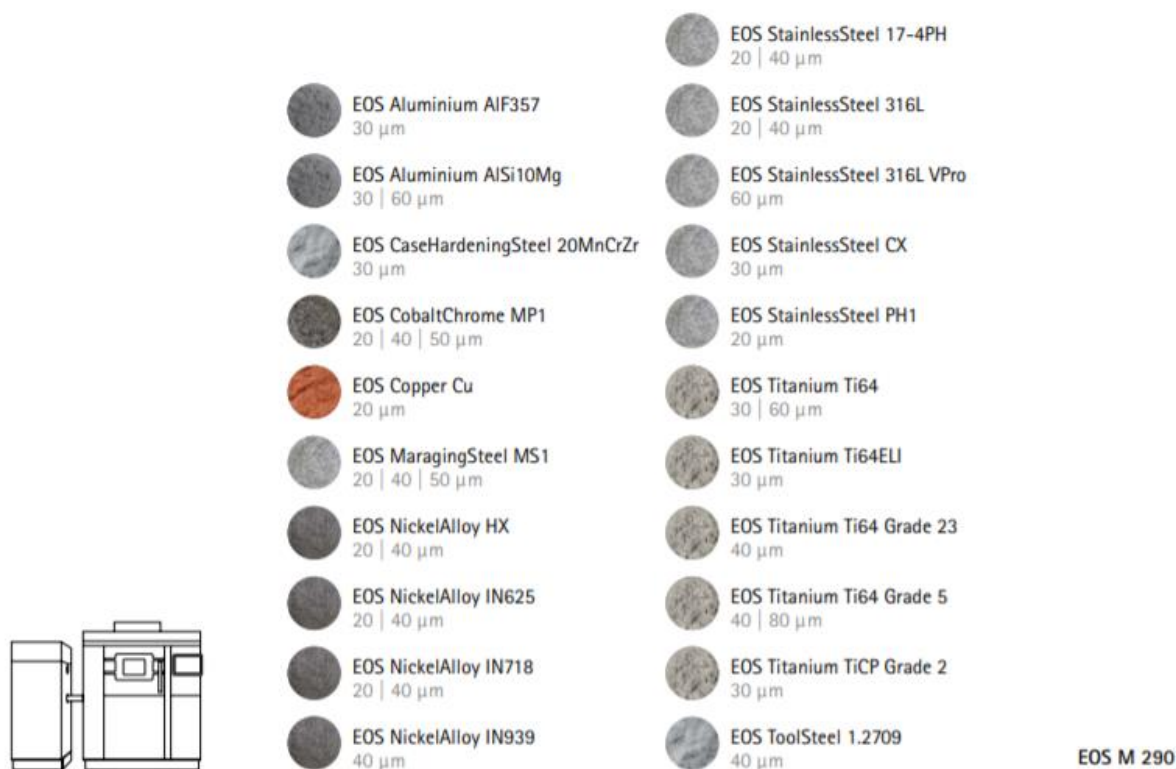 EOS Aluminium AlF357
30 µm
EOS Aluminium AlSi10Mg
30 | 60 µm
EOS CaseHardeningSteel 20MnCrZr
30 µm
EOS CobaltChrome MP1
20 | 40 | 50 µm
EOS Copper Cu
20 µm
EOS MaragingSteel MS1
20 | 40 | 50 µm
EOS NickelAlloy HX
20 | 40 µm
EOS NickelAlloy IN625
20 | 40 µm
EOS NickelAlloy IN718
20 | 40 µm
EOS NickelAlloy IN939
40 µm
EOS StainlessSteel 17-4PH
20 | 40 µm
EOS StainlessSteel 316L
20 | 40 µm
EOS StainlessSteel 316L VPro
60 µm
EOS StainlessSteel CX
30 µm
EOS StainlessSteel PH1
20 µm
EOS Titanium Ti64
30 | 60 µm
EOS Titanium Ti64ELI
30 µm
EOS Titanium Ti64 Grade 23
40 µm
EOS Titanium Ti64 Grade 5
40 | 80 µm
EOS Titanium TiCP Grade 2
30 µm
EOS ToolSteel 1.2709
40 µm
EOS M 290